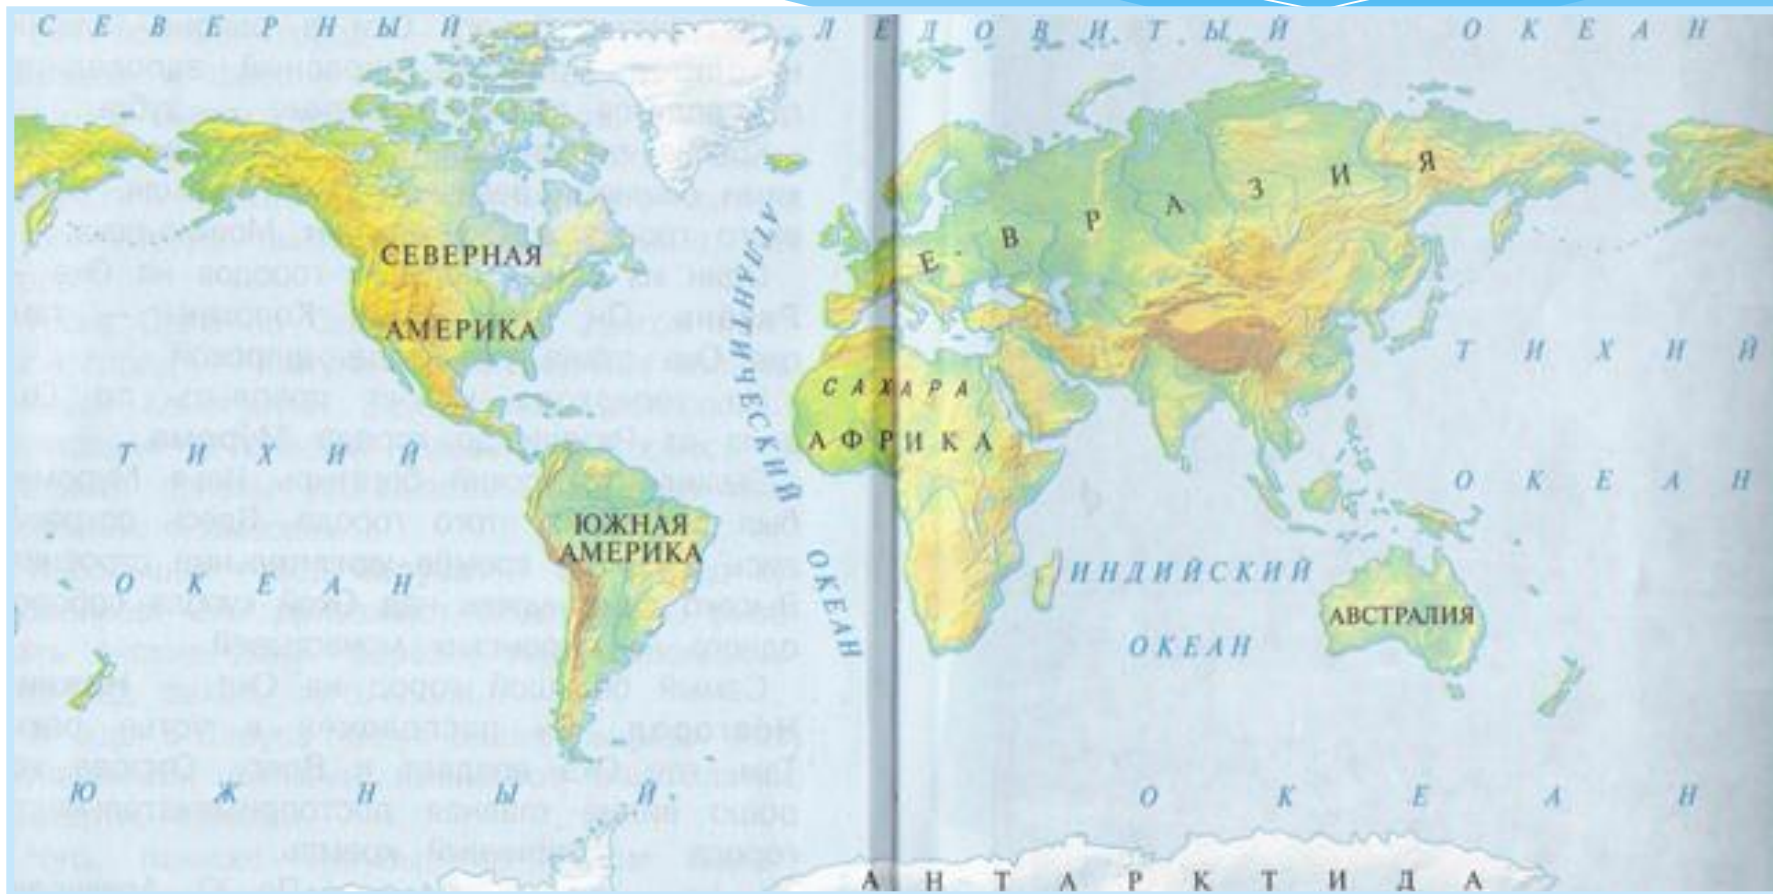 СЕВЕРНЫЙ ЛЕДОВИТЫЙ ОКЕАН
ЕВРАЗИЯ
СЕВЕРНАЯ
АМЕРИКА
АТЛАНТИЧЕСКИЙ
ОКЕАН
САХАРА
АФРИКА
ТИХИЙ
ОКЕАН
ТИХИЙ
ОКЕАН
ЮЖНАЯ
АМЕРИКА
ИНДИЙСКИЙ
ОКЕАН
АВСТРАЛИЯ
ЮЖНЫЙ ОКЕАН
АНТАРКТИДА